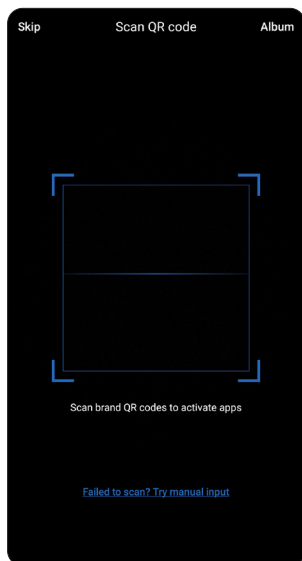 Skip Scan QR code Album
Scan brand QR codes to activate apps
Failed to scan? Try manual input